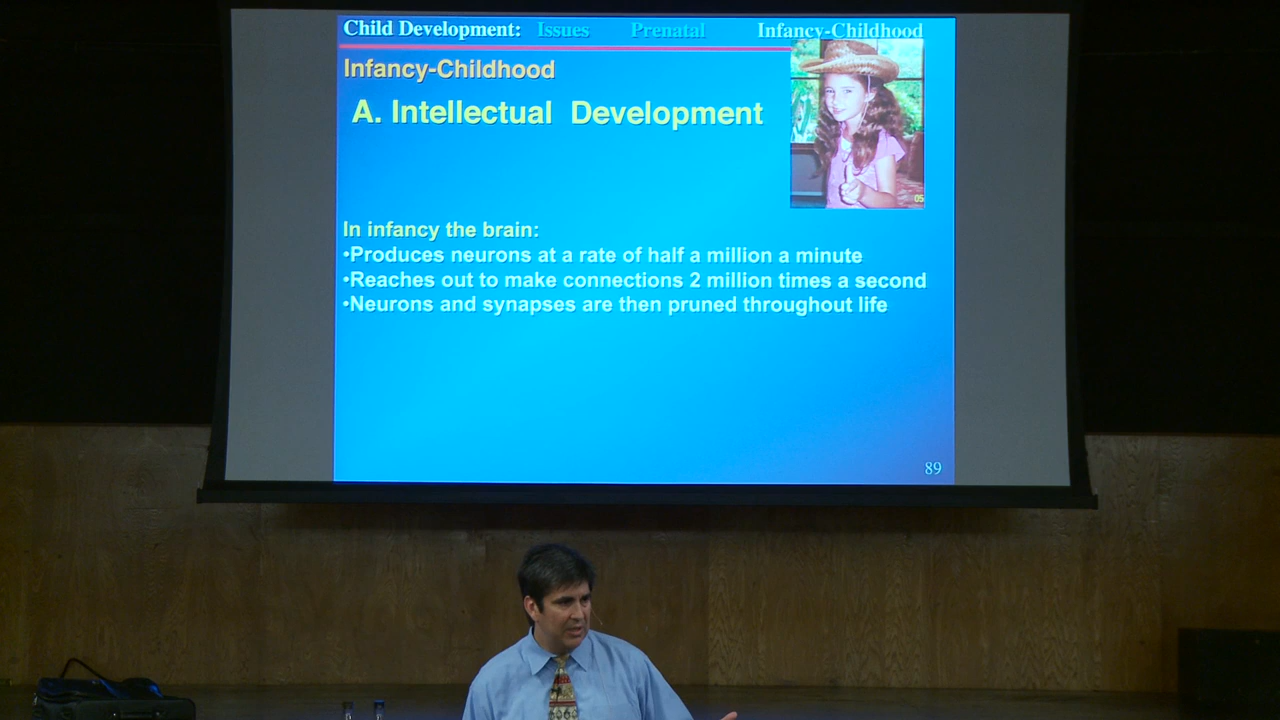 Child Development: Issues Prenatal Infancy-Childhood
Infancy-Childhood
A. Intellectual Development
05
In infancy the brain:
•Produces neurons at a rate of half a million a minute
•Reaches out to make connections 2 million times a second
•Neurons and synapses are then pruned throughout life
89